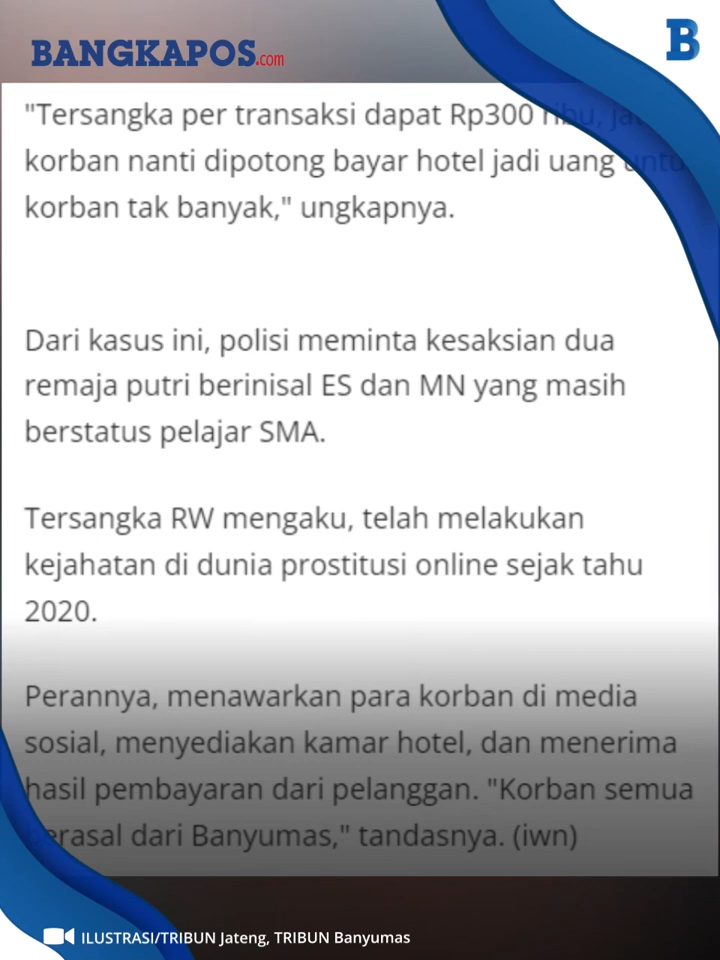 BANGKAPOS.com
B
"Tersangka per transaksi dapat Rp300 ribu, jatah
korban nanti dipotong bayar hotel jadi uang untu
korban tak banyak," ungkapnya.
Dari kasus ini, polisi meminta kesaksian dua
remaja putri berinisal ES dan MN yang masih
berstatus pelajar SMA.
Tersangka RW mengaku, telah melakukan
kejahatan di dunia prostitusi online sejak tahu
2020.
Perannya, menawarkan para korban di media
sosial, menyediakan kamar hotel, dan menerima
hasil pembayaran dari pelanggan. "Korban semua
berasal dari Banyumas," tandasnya. (iwn)
ILUSTRASI/TRIBUN Jateng, TRIBUN Banyumas